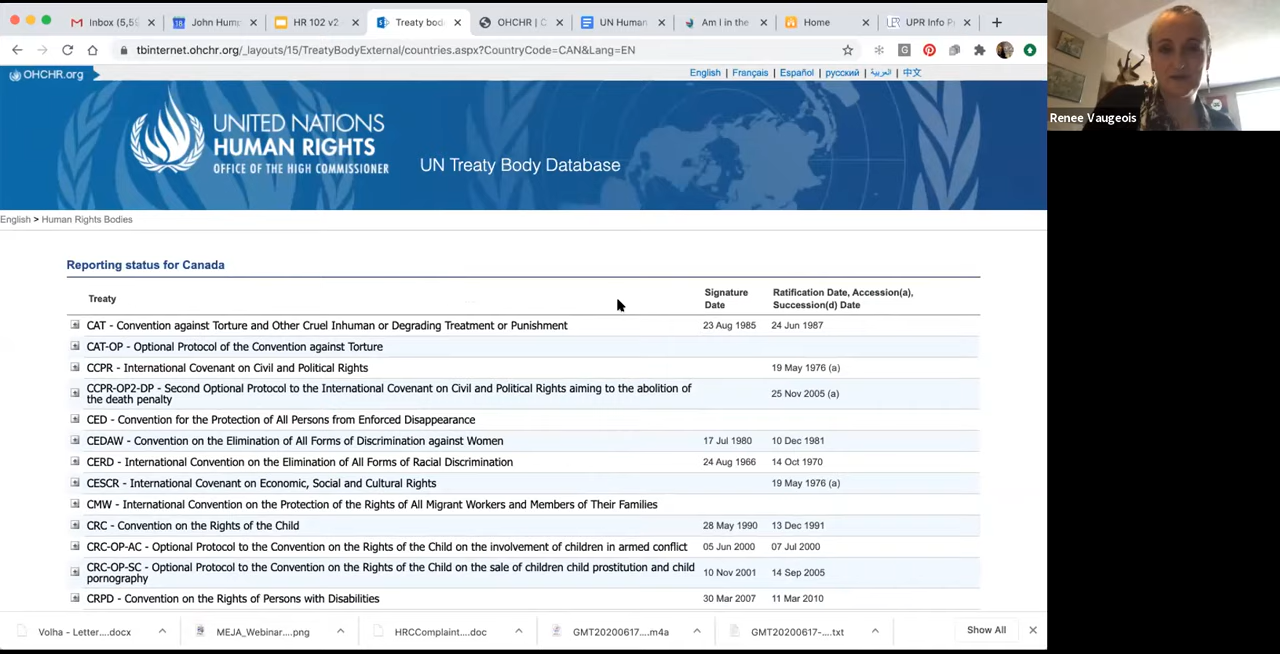 Inbox (5,59
John Hump
HR 102 v2
Treaty bod
OHCHR | C
UN Human
Am I in the
Home
UPR Info P
tbinternet.ohchr.org/_layouts/15/TreatyBodyExternal/countries.aspx?CountryCode=CAN&Lang=EN
OHCHR.org
English | Français | Español | русский | العربية | 中文
UNITED NATIONS
HUMAN RIGHTS
OFFICE OF THE HIGH COMMISSIONER
UN Treaty Body Database
Renee Vaugeois
English > Human Rights Bodies
Reporting status for Canada
Treaty
Signature Date
Ratification Date, Accession(a), Succession(d) Date
CAT - Convention against Torture and Other Cruel Inhuman or Degrading Treatment or Punishment 23 Aug 1985 24 Jun 1987
CAT-OP - Optional Protocol of the Convention against Torture
CCPR - International Covenant on Civil and Political Rights 19 May 1976 (a)
CCPR-OP2-DP - Second Optional Protocol to the International Covenant on Civil and Political Rights aiming to the abolition of
the death penalty 25 Nov 2005 (a)
CED - Convention for the Protection of All Persons from Enforced Disappearance
CEDAW - Convention on the Elimination of All Forms of Discrimination against Women 17 Jul 1980 10 Dec 1981
CERD - International Convention on the Elimination of All Forms of Racial Discrimination 24 Aug 1966 14 Oct 1970
CESCR - International Covenant on Economic, Social and Cultural Rights 19 May 1976 (a)
CMW - International Convention on the Protection of the Rights of All Migrant Workers and Members of Their Families
CRC - Convention on the Rights of the Child 28 May 1990 13 Dec 1991
CRC-OP-AC - Optional Protocol to the Convention on the Rights of the Child on the involvement of children in armed conflict 05 Jun 2000 07 Jul 2000
CRC-OP-SC - Optional Protocol to the Convention on the Rights of the Child on the sale of children child prostitution and child
pornography 10 Nov 2001 14 Sep 2005
CRPD - Convention on the Rights of Persons with Disabilities 30 Mar 2007 11 Mar 2010
Volha - Letter....docx
MEJA_Webinar....png
HRCComplaint....doc
GMT20200617....m4a
GMT20200617-....txt
Show All